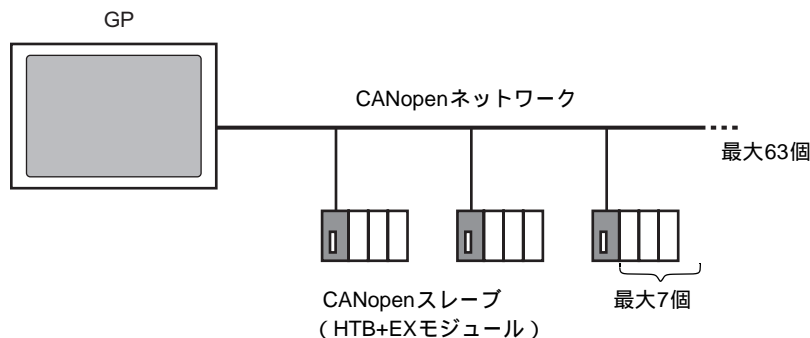 GP
CANopenネットワーク
最大63個
CANopenスレーブ
（HTB+EXモジュール）
最大7個